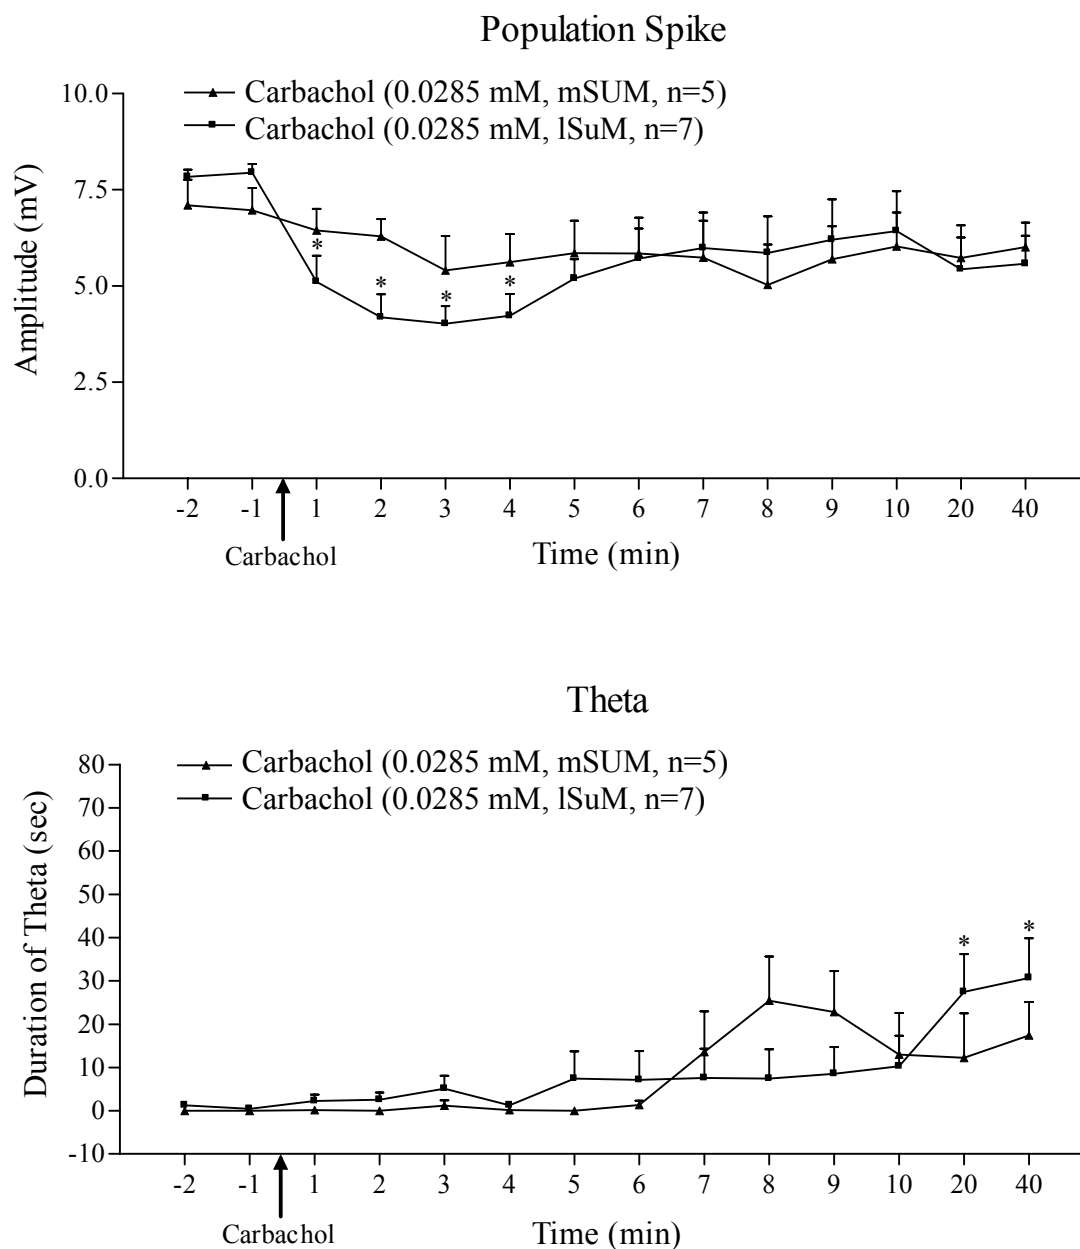 Population Spike
Carbachol (0.0285 mM, mSUM, n=5)
Carbachol (0.0285 mM, lSuM, n=7)
Amplitude (mV)
10.0
7.5
5.0
2.5
0.0
* * * *
-2 -1 1 2 3 4 5 6 7 8 9 10 20 40
Carbachol
Time (min)
Theta
Carbachol (0.0285 mM, mSUM, n=5)
Carbachol (0.0285 mM, lSuM, n=7)
Duration of Theta (sec)
80
70
60
50
40
30
20
10
0
-10
* *
-2 -1 1 2 3 4 5 6 7 8 9 10 20 40
Carbachol
Time (min)